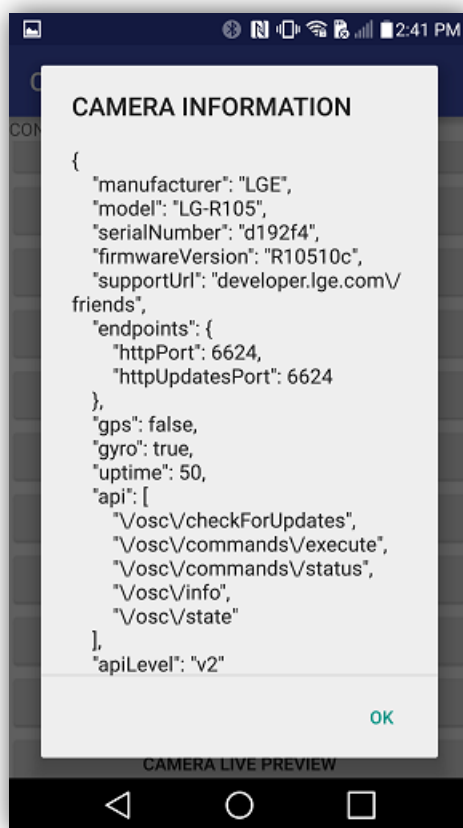 2:41 PM
C
CON
CAMERA INFORMATION
{
"manufacturer": "LGE",
"model": "LG-R105",
"serialNumber": "d192f4",
"firmwareVersion": "R10510c",
"supportUrl": "developer.lge.com\/
friends",
"endpoints": {
"httpPort": 6624,
"httpUpdatesPort": 6624
},
"gps": false,
"gyro": true,
"uptime": 50,
"api": [
"\/osc\/checkForUpdates",
"\/osc\/commands\/execute",
"\/osc\/commands\/status",
"\/osc\/info",
"\/osc\/state"
],
"apiLevel": "v2"
OK
CAMERA LIVE PREVIEW